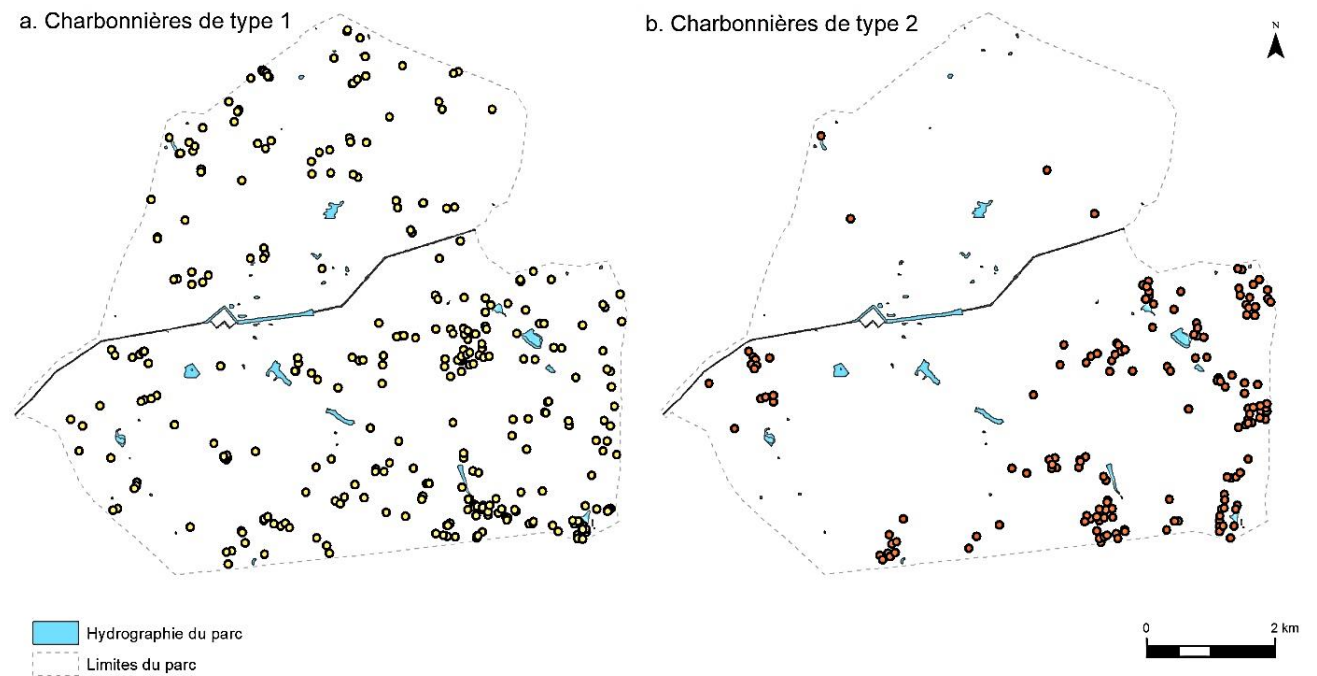 a. Charbonnières de type 1
b. Charbonnières de type 2
N
Hydrographie du parc
Limites du parc
0 2 km